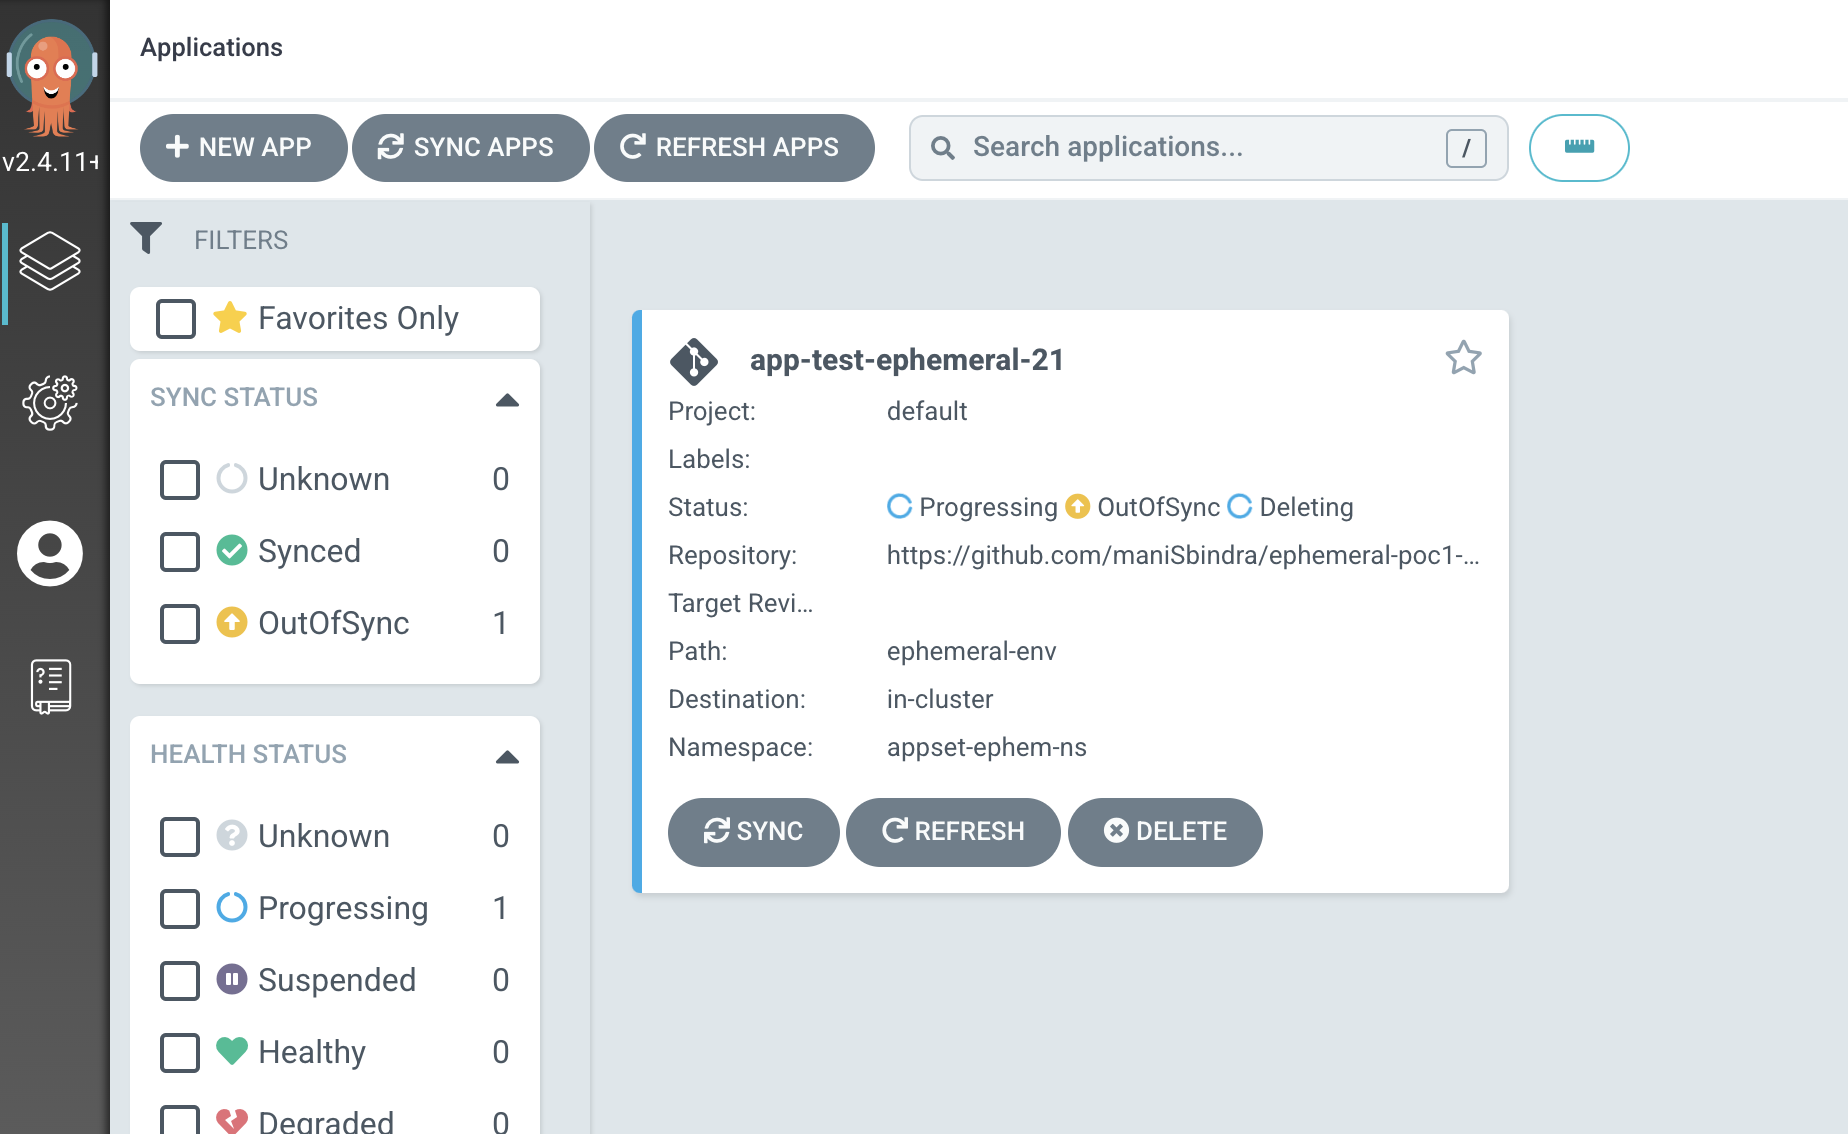 Applications
v2.4.11+
NEW APP
SYNC APPS
REFRESH APPS
Search applications...
/
FILTERS
Favorites Only
SYNC STATUS
Unknown 0
Synced 0
OutOfSync 1
HEALTH STATUS
Unknown 0
Progressing 1
Suspended 0
Healthy 0
Degraded 0
app-test-ephemeral-21
Project: default
Labels:
Status: Progressing OutOfSync Deleting
Repository: https://github.com/maniSbindra/ephemeral-poc1-...
Target Revi...
Path: ephemeral-env
Destination: in-cluster
Namespace: appset-ephem-ns
SYNC REFRESH DELETE